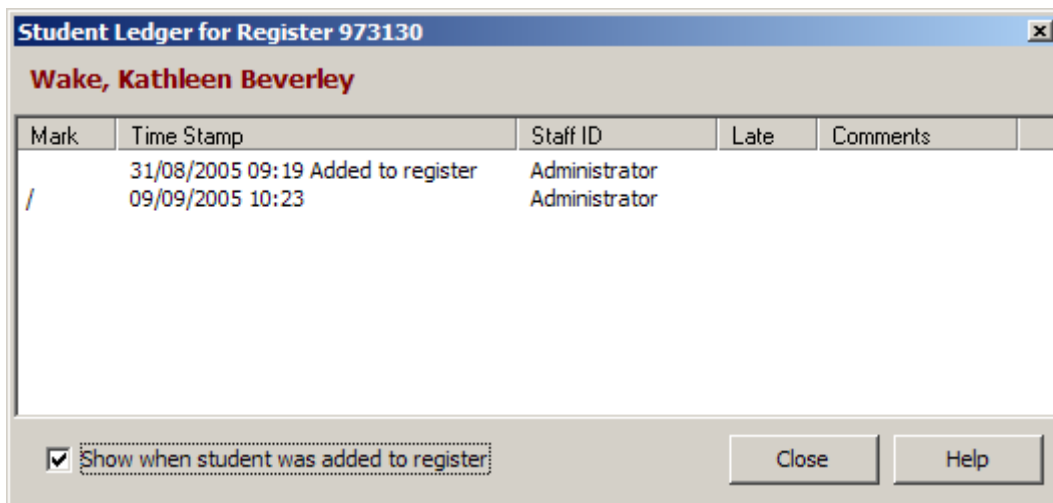 Student Ledger for Register 973130
Wake, Kathleen Beverley
Mark Time Stamp Staff ID Late Comments
31/08/2005 09:19 Added to register Administrator
/ 09/09/2005 10:23 Administrator
Show when student was added to register Close Help